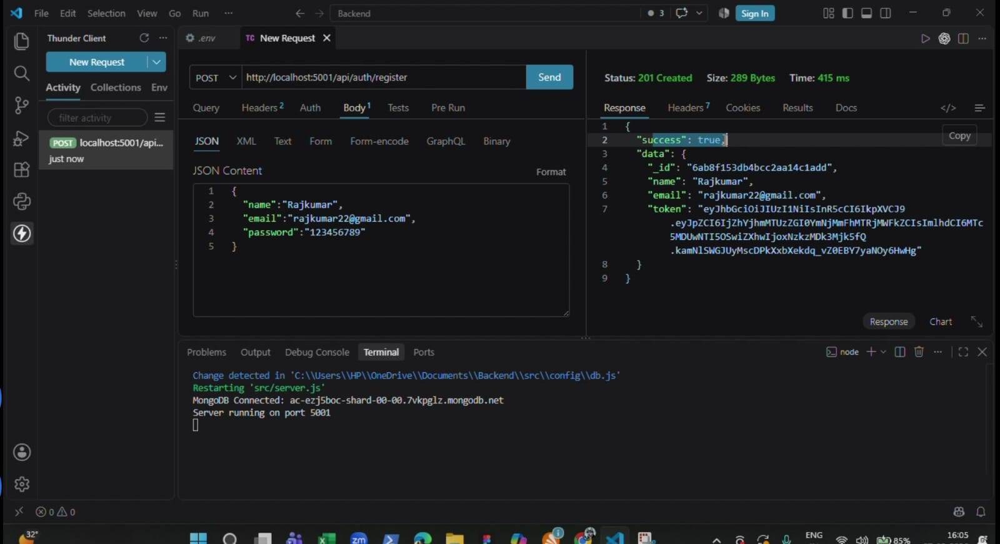 File Edit Selection View Go Run ··· Backend 3 Sign In
Thunder Client
New Request
Activity Collections Env
filter activity
POST localhost:5001/api...
just now
.env TC New Request
POST http://localhost:5001/api/auth/register Send
Query Headers 2 Auth Body 1 Tests Pre Run
JSON XML Text Form Form-encode GraphQL Binary
JSON Content Format
1 {
2 "name":"Rajkumar",
3 "email":"rajkumar22@gmail.com",
4 "password":"123456789"
5 }
Status: 201 Created Size: 289 Bytes Time: 415 ms
Response Headers 7 Cookies Results Docs </>
1 {
2 "success": true,
Copy
3 "data": {
4 "_id": "6ab8f153db4bcc2aa14c1add",
5 "name": "Rajkumar",
6 "email": "rajkumar22@gmail.com",
7 "token": "eyJhbGciOiJIUzI1NiIsInR5cCI6IkpXVCJ9
.eyJpZCI6IjZhYjhmMTUzZGI0YmNjMmFhMTRjMWFkZCIsImlhdCI6MTc
5MDUwNTI5OSwiZXhwIjoxNzkzMDk3Mjk5fQ
.kamNlSWGJUyMscDPkXxbXekdq_vZ0EBY7yaNOy6HwHg"
8 }
9 }
Response Chart
Problems Output Debug Console Terminal Ports node
Change detected in 'C:\\Users\\HP\\OneDrive\\Documents\\Backend\\src\\config\\db.js'
Restarting 'src/server.js'
MongoDB Connected: ac-ezj5boc-shard-00-00.7vkpglz.mongodb.net
Server running on port 5001
0 0
32° zm ENG 85% 16:05